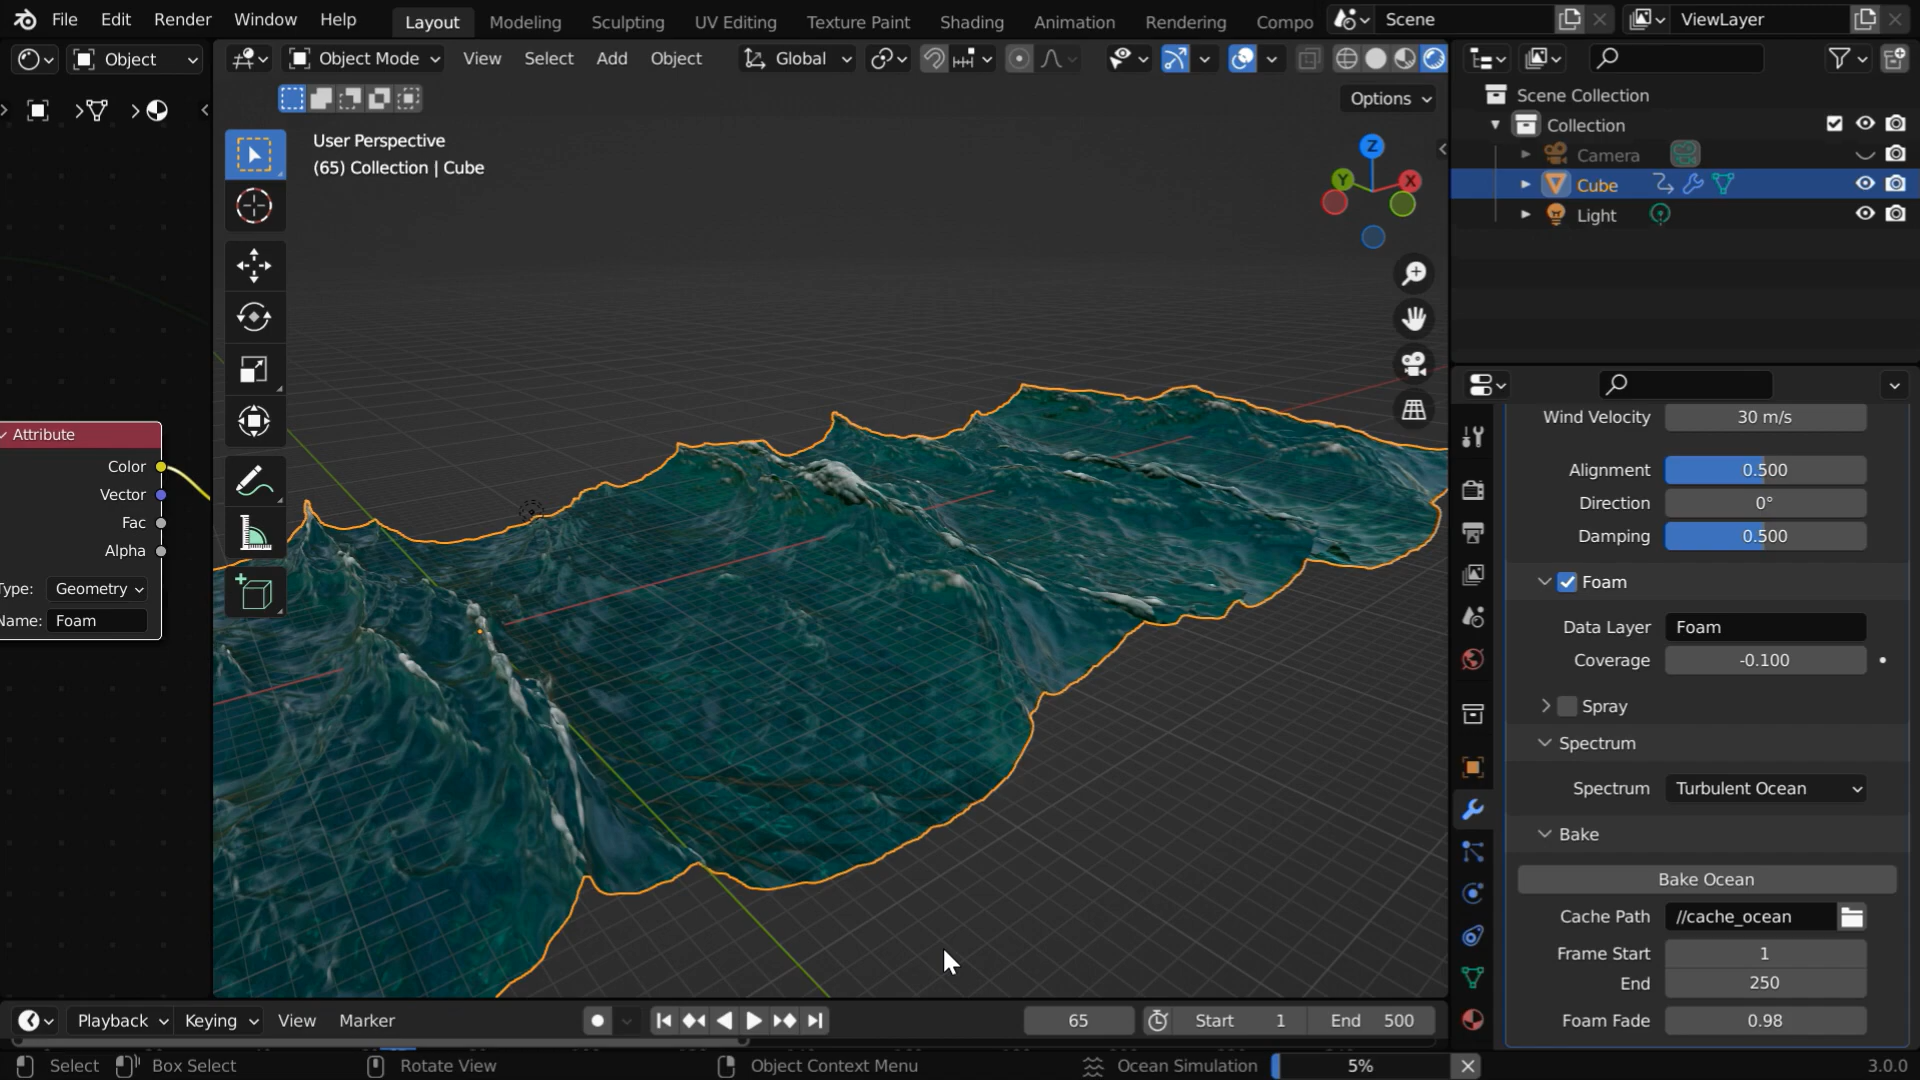 File Edit Render Window Help Layout Modeling Sculpting UV Editing Texture Paint Shading Animation Rendering Compo Scene ViewLayer
Object Object Mode View Select Add Object Global
Options
User Perspective
(65) Collection | Cube
Z
Y
X
Scene Collection
Collection
Camera
Cube
Light
Attribute
Color
Vector
Fac
Alpha
Type: Geometry
Name: Foam
Wind Velocity 30 m/s
Alignment 0.500
Direction 0°
Damping 0.500
Foam
Data Layer Foam
Coverage -0.100
Spray
Spectrum
Spectrum Turbulent Ocean
Bake
Bake Ocean
Cache Path //cache_ocean
Frame Start 1
End 250
Foam Fade 0.98
Playback Keying View Marker 65 Start 1 End 500
Select Box Select Rotate View Object Context Menu Ocean Simulation 5% 3.0.0